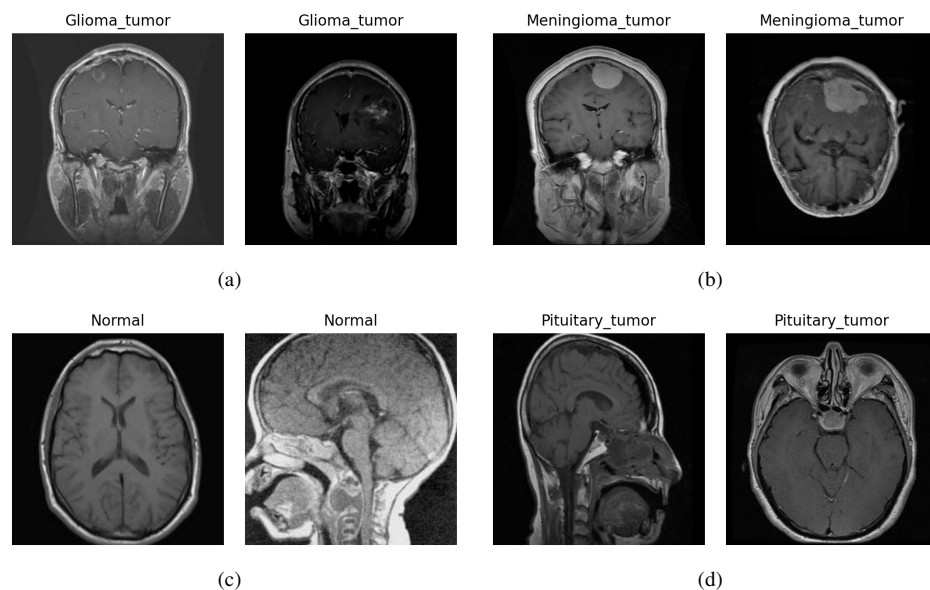 Glioma_tumor
Glioma_tumor
Meningioma_tumor
Meningioma_tumor
(a)
(b)
Normal
Normal
Pituitary_tumor
Pituitary_tumor
(c)
(d)